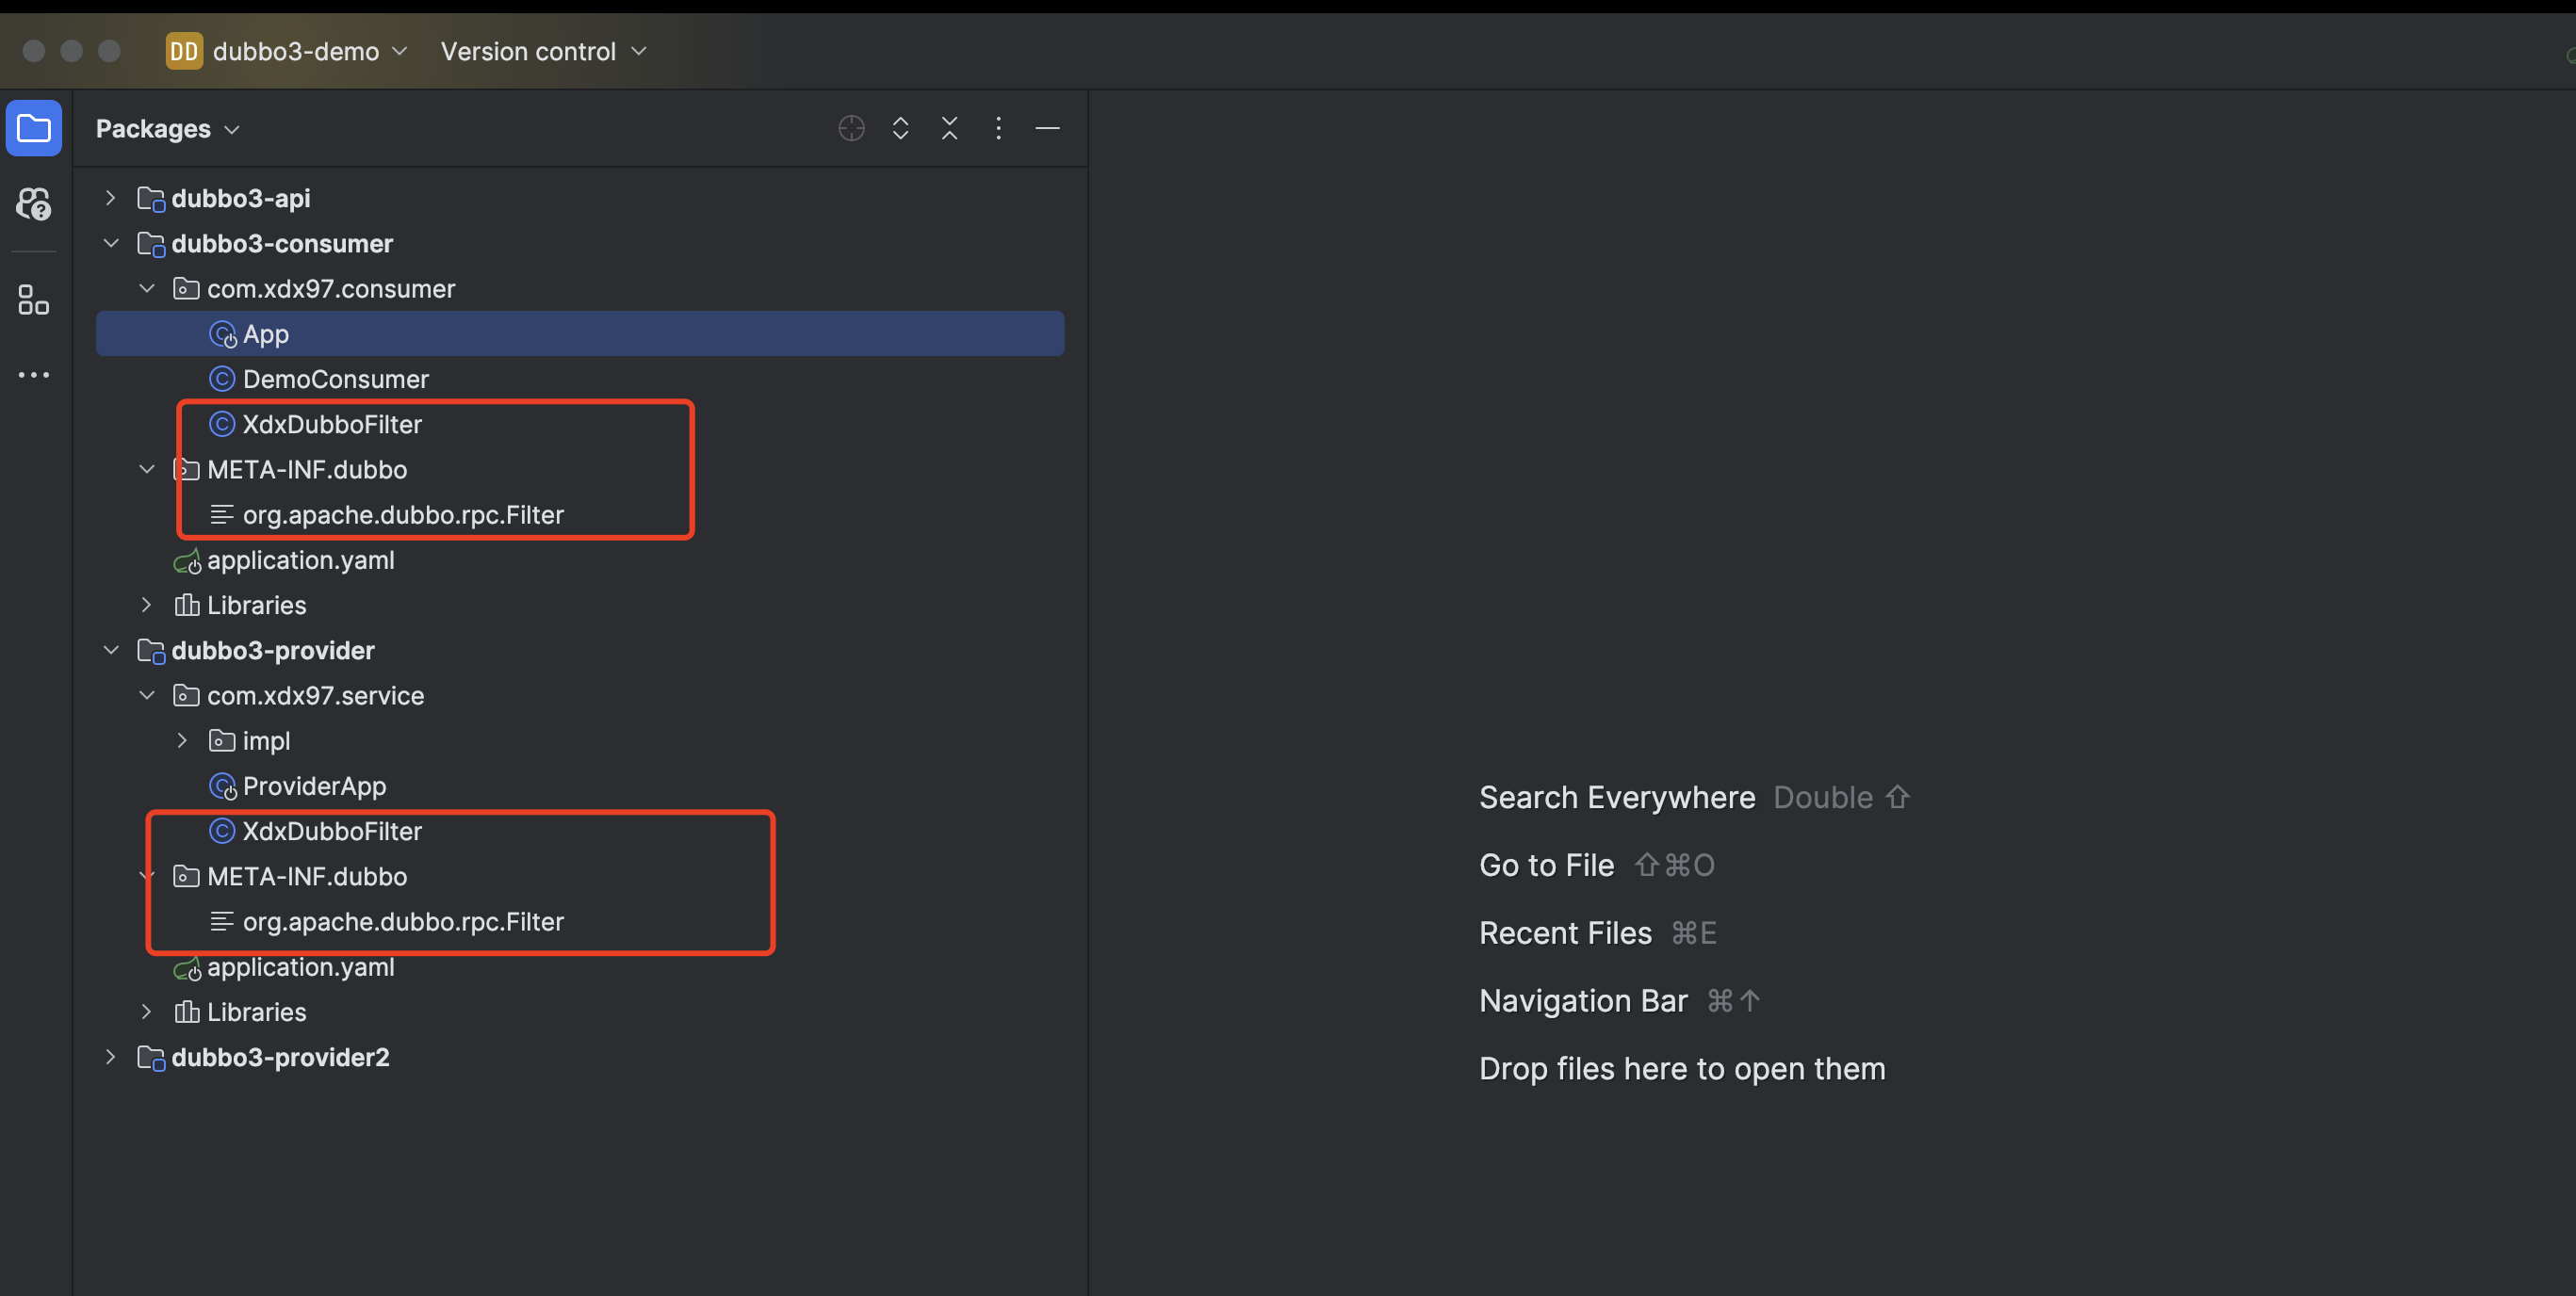 DD dubbo3-demo Version control
Packages
dubbo3-api
dubbo3-consumer
com.xdx97.consumer
App
DemoConsumer
XdxDubboFilter
META-INF.dubbo
org.apache.dubbo.rpc.Filter
application.yaml
Libraries
dubbo3-provider
com.xdx97.service
impl
ProviderApp
XdxDubboFilter
META-INF.dubbo
org.apache.dubbo.rpc.Filter
application.yaml
Libraries
dubbo3-provider2
Search Everywhere Double ⇧
Go to File ⇧⌘O
Recent Files ⌘E
Navigation Bar ⌘↑
Drop files here to open them